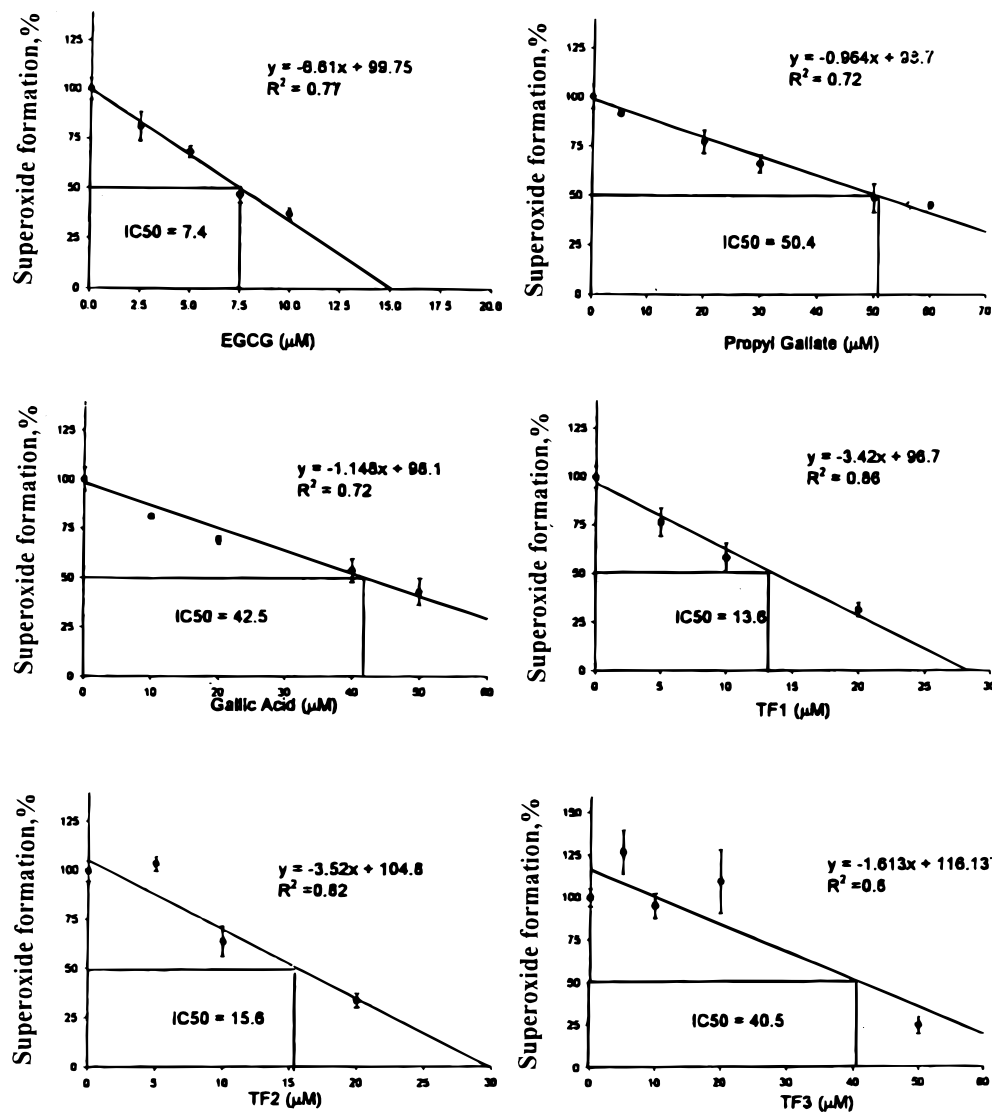 Superoxide formation,%
125
100
75
50
25
0
y = -6.61x + 99.75
R² = 0.77
IC50 = 7.4
0.0 2.5 5.0 7.5 10.0 12.5 15.0 17.5 20.0
EGCG (μM)
Superoxide formation,%
125
100
75
50
25
0
y = -0.964x +
R² = 0.72
IC50 = 50.4
0 10 20 30 40 50 60 70
Propyl Gallate (μM)
Superoxide formation,%
125
100
75
50
25
0
y = -1.148x + 98.1
R² = 0.72
IC50 = 42.5
0 10 20 30 40 50 60
Gallic Acid (μM)
Superoxide formation,%
125
100
75
50
25
0
y = -3.42x + 96.7
R² = 0.86
IC50 = 13.6
0 5 10 15 20 25 30
TF1 (μM)
Superoxide formation,%
125
100
75
50
25
0
y = -3.52x + 104.8
R² =0.82
IC50 = 15.6
0 5 10 15 20 25 30
TF2 (μM)
Superoxide formation,%
150
125
100
75
50
25
0
y = -1.613x + 116.137
R² =0.6
IC50 = 40.5
0 10 20 30 40 50 60
TF3 (μM)